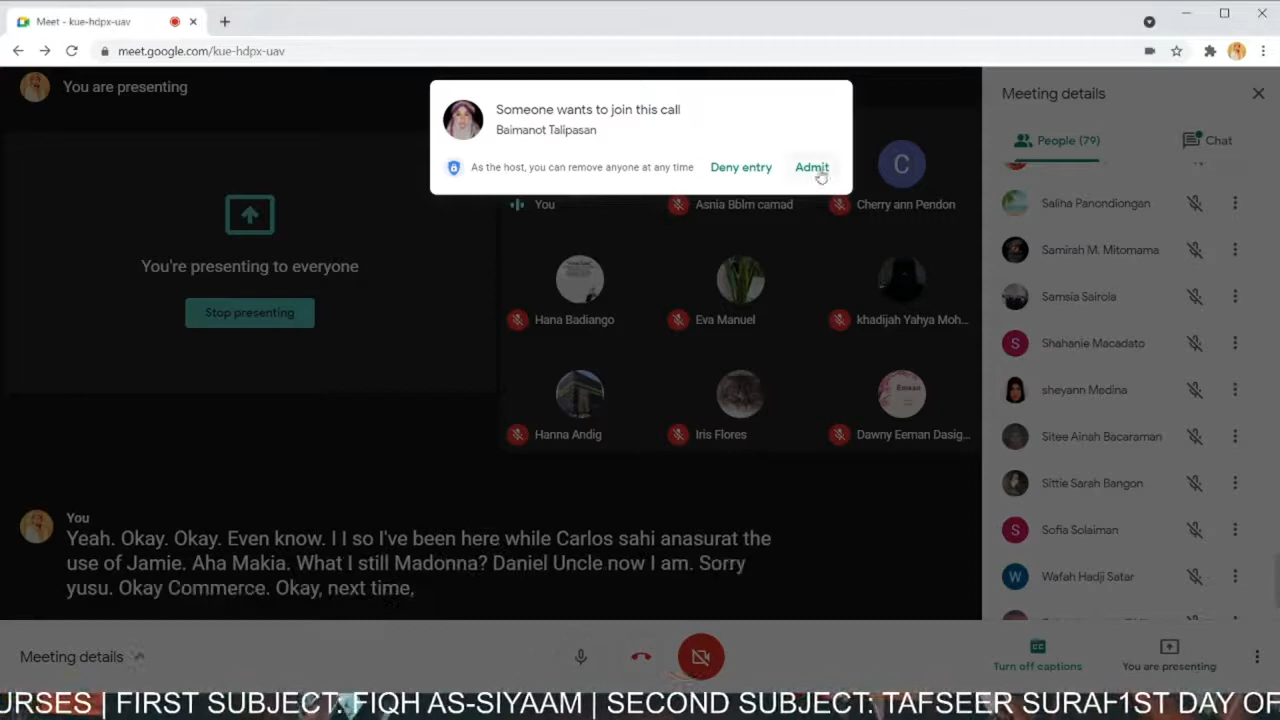 Meet - kue-hdpx-uav
meet.google.com/kue-hdpx-uav
You are presenting
Someone wants to join this call
Baimanot Talipasan
As the host, you can remove anyone at any time
Deny entry
Admit
You're presenting to everyone
Stop presenting
C
You
Asnia Bblm camad
Cherry ann Pendon
Hana Badiango
Eva Manuel
khadijah Yahya Moh...
Hanna Andig
Iris Flores
Dawny Eeman Dasig...
You
Yeah. Okay. Okay. Even know. I I so I've been here while Carlos sahi anasurat the
use of Jamie. Aha Makia. What I still Madonna? Daniel Uncle now I am. Sorry
yusu. Okay Commerce. Okay, next time,
Meeting details
People (79)
Chat
Saliha Panondiongan
Samirah M. Mitomama
Samsia Sairola
S
Shahanie Macadato
sheyann Medina
Sitee Ainah Bacaraman
Sittie Sarah Bangon
S
Sofia Solaiman
W
Wafah Hadji Satar
Meeting details
CC
Turn off captions
You are presenting
URSES | FIRST SUBJECT: FIQH AS-SIYAAM | SECOND SUBJECT: TAFSEER SURAF1ST DAY OF